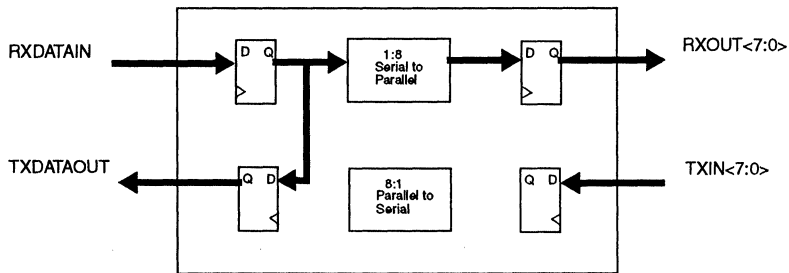 RXDATAIN
D Q
1:8
Serial to
Parallel
D Q
RXOUT<7:0>
TXDATAOUT
Q D
8:1
Parallel to
Serial
Q D
TXIN<7:0>